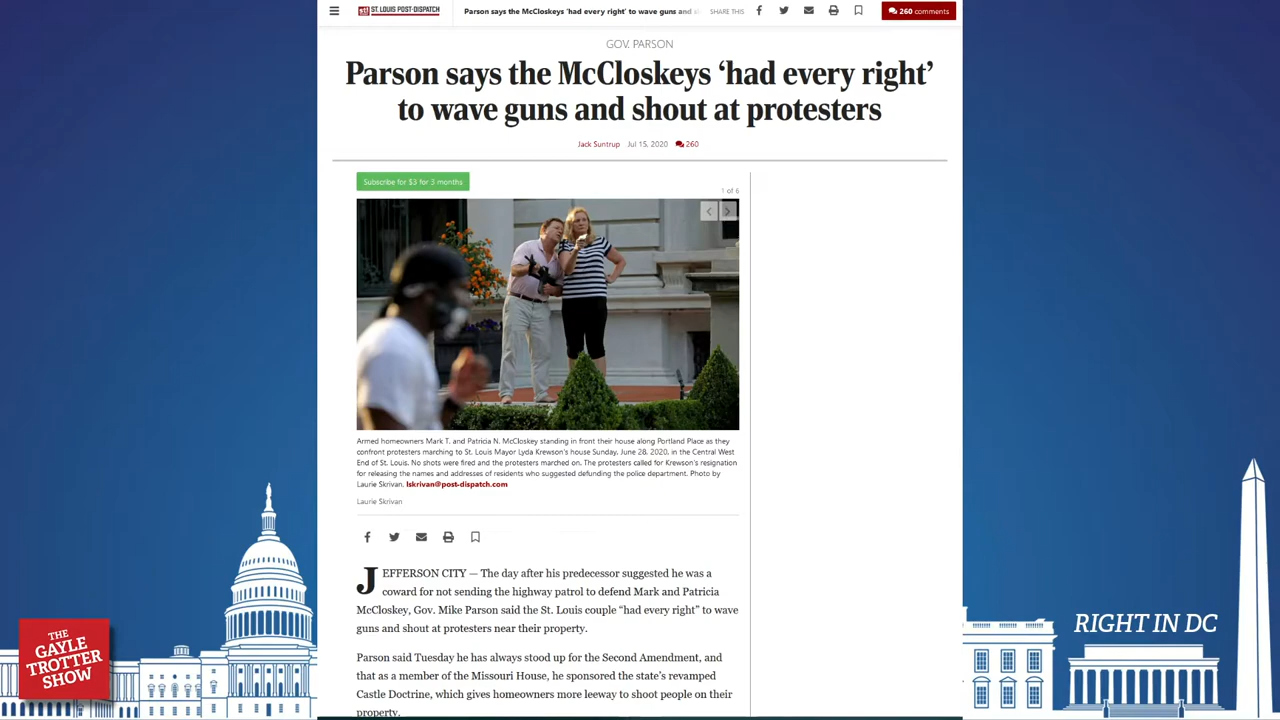 ST. LOUIS POST-DISPATCH
Parson says the McCloskeys 'had every right' to wave guns and
SHARE THIS
260 comments
GOV. PARSON
Parson says the McCloskeys ‘had every right’
to wave guns and shout at protesters
Jack Suntrup Jul 15, 2020 260
Subscribe for $3 for 3 months
1 of 6
Armed homeowners Mark T. and Patricia N. McCloskey standing in front their house along Portland Place as they
confront protesters marching to St. Louis Mayor Lyda Krewson's house Sunday, June 28, 2020, in the Central West
End of St. Louis. No shots were fired and the protesters marched on. The protesters called for Krewson's resignation
for releasing the names and addresses of residents who suggested defunding the police department. Photo by
Laurie Skrivan, lskrivan@post-dispatch.com
Laurie Skrivan
JEFFERSON CITY — The day after his predecessor suggested he was a
coward for not sending the highway patrol to defend Mark and Patricia
McCloskey, Gov. Mike Parson said the St. Louis couple “had every right” to wave
guns and shout at protesters near their property.
Parson said Tuesday he has always stood up for the Second Amendment, and
that as a member of the Missouri House, he sponsored the state's revamped
Castle Doctrine, which gives homeowners more leeway to shoot people on their
property.
THE
GAYLE
TROTTER
SHOW
RIGHT IN DC